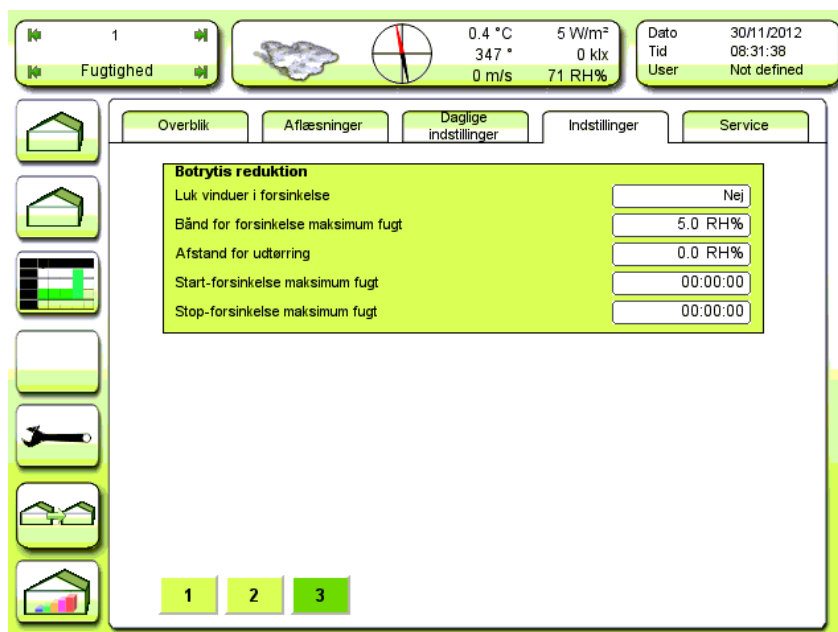 1
Fugtighed
0.4 °C 5 W/m²
347 ° 0 klx
0 m/s 71 RH%
Dato 30/11/2012
Tid 08:31:38
User Not defined
Overblik
Aflæsninger
Daglige
indstillinger
Indstillinger
Service
Botrytis reduktion
Luk vinduer i forsinkelse Nej
Bånd for forsinkelse maksimum fugt 5.0 RH%
Afstand for udtørring 0.0 RH%
Start-forsinkelse maksimum fugt 00:00:00
Stop-forsinkelse maksimum fugt 00:00:00
1 2 3